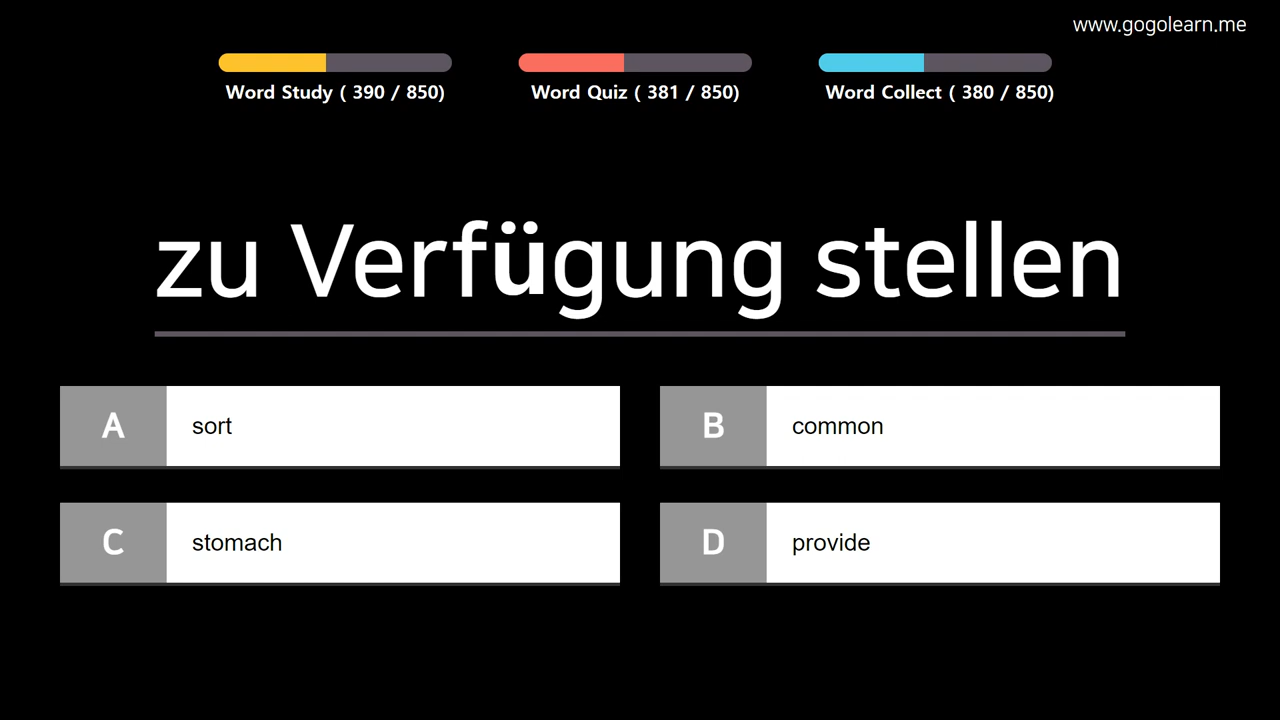 www.gogolearn.me
Word Study ( 390 / 850)
Word Quiz ( 381 / 850)
Word Collect ( 380 / 850)
zu Verfügung stellen
A sort
B common
C stomach
D provide